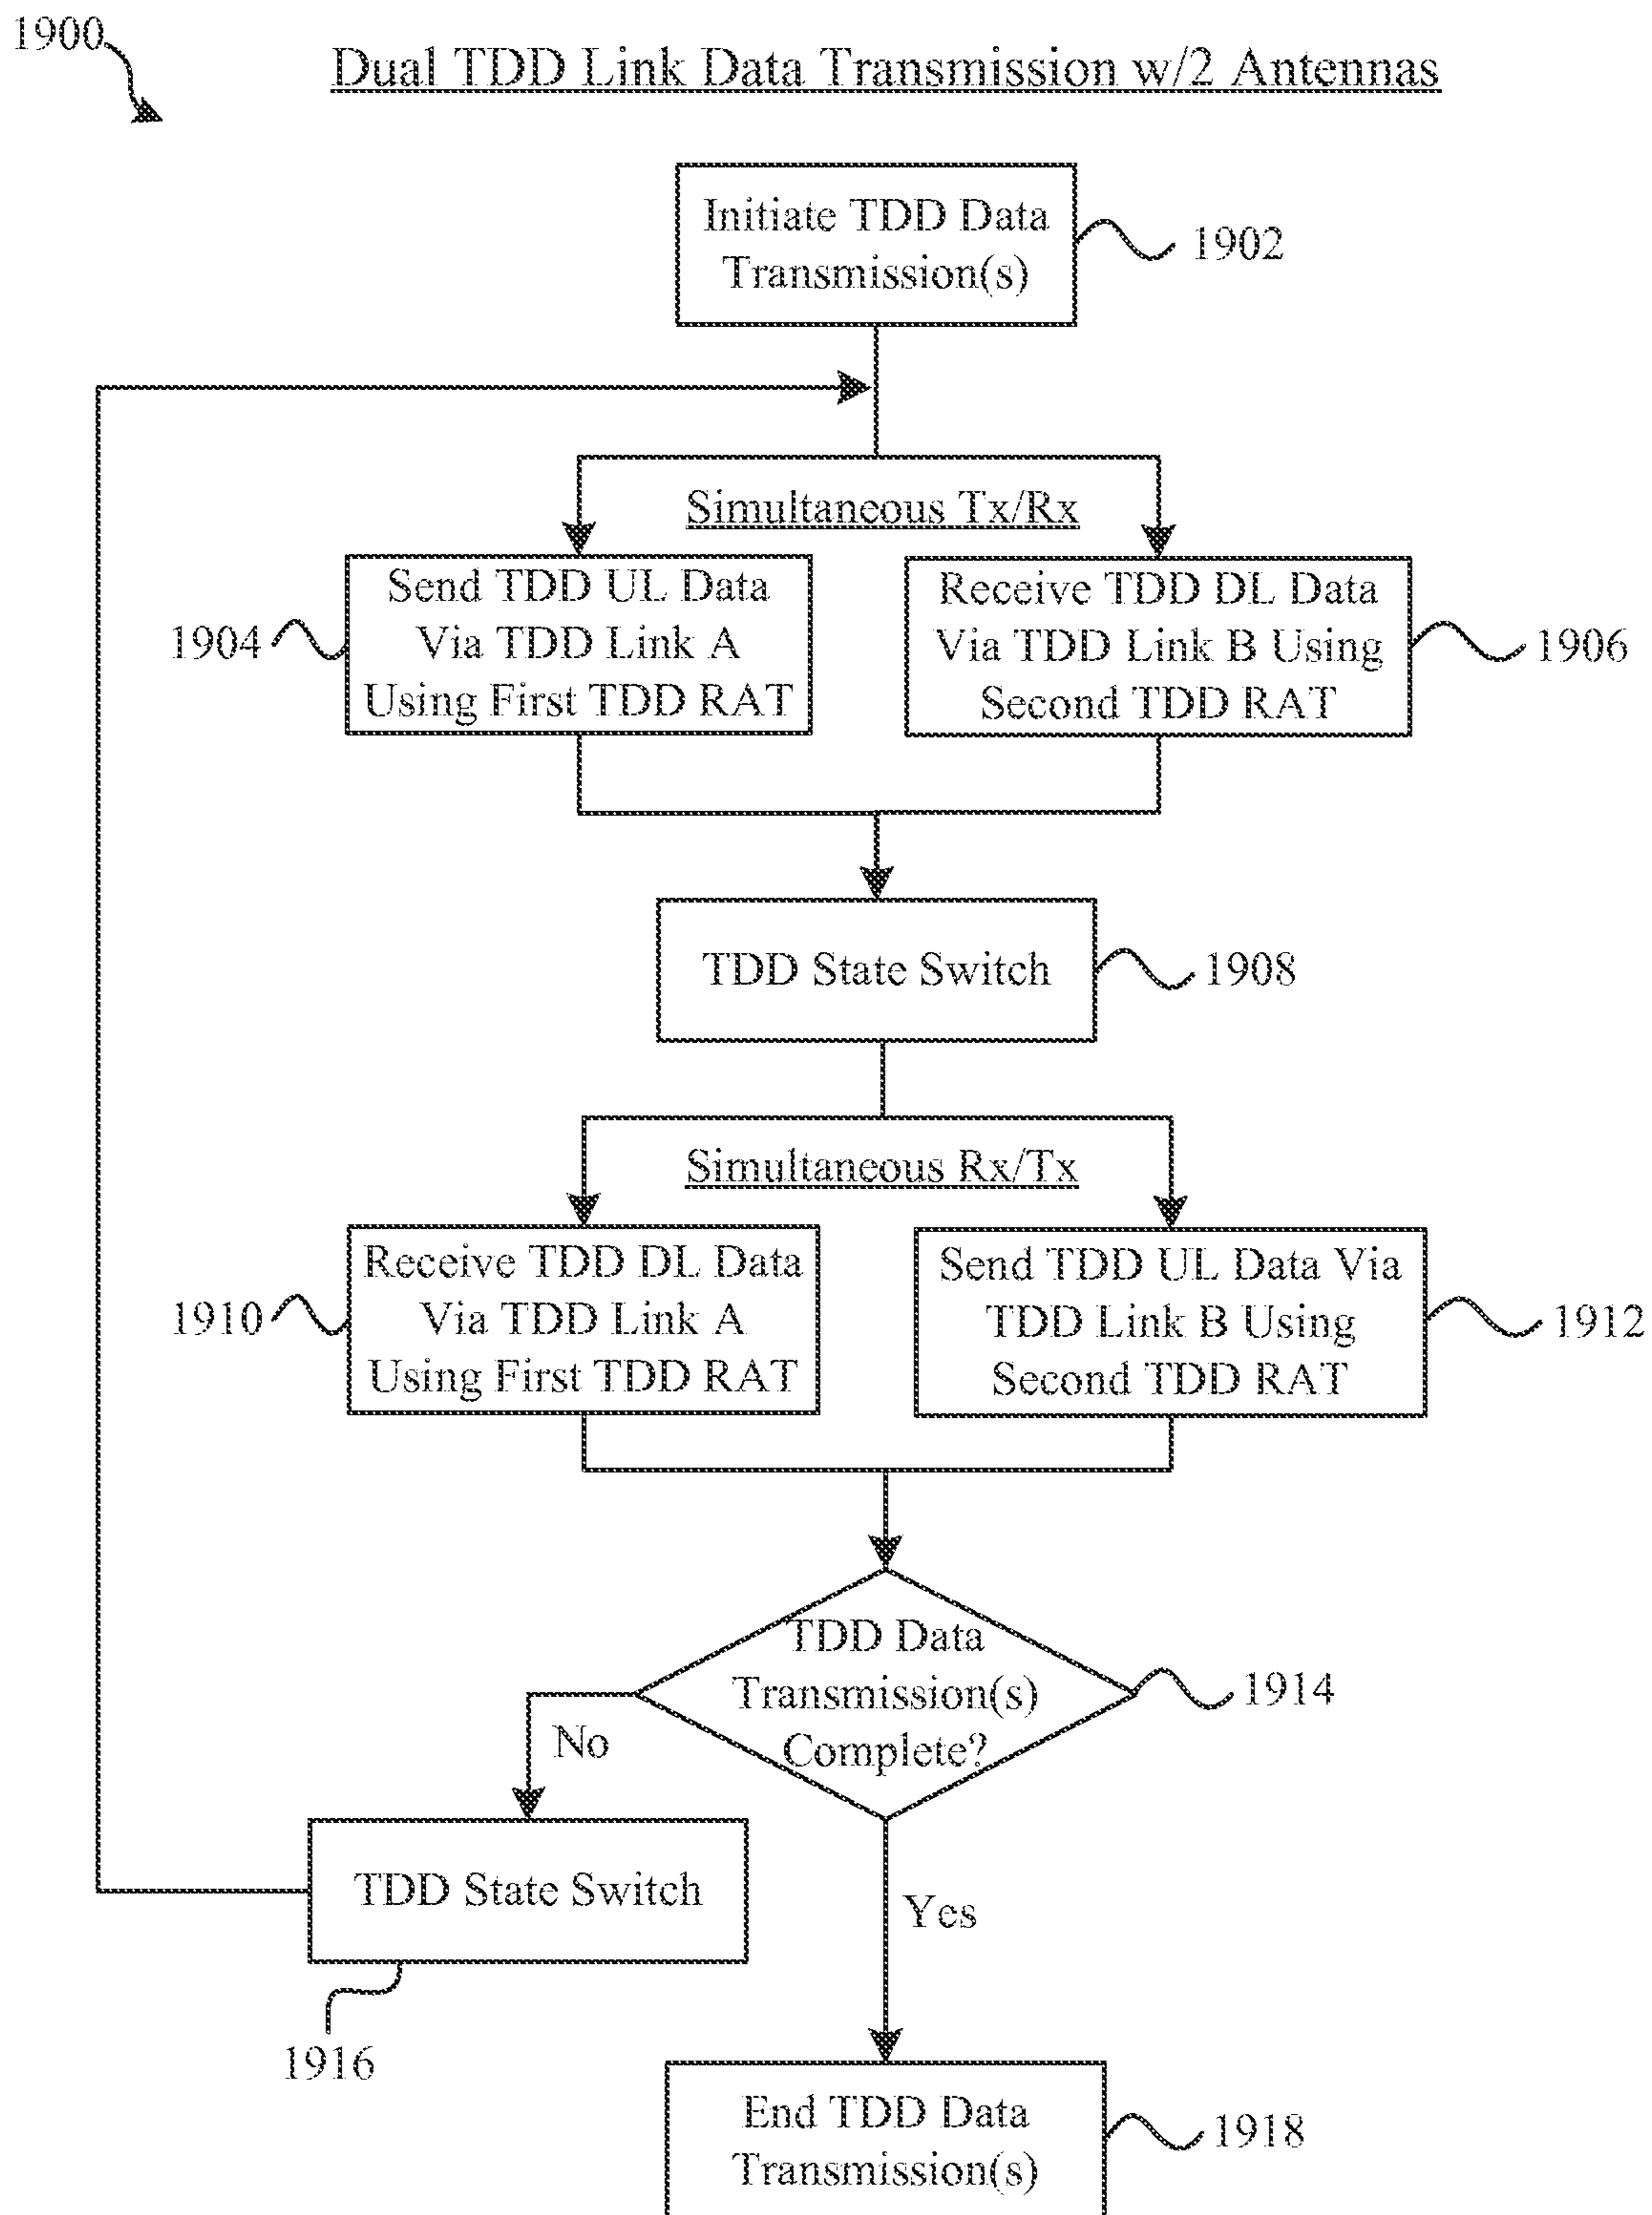 1900
Dual TDD Link Data Transmission w/2 Antennas
Initiate TDD Data
Transmission(s)
1902
Simultaneous Tx/Rx
Send TDD UL Data
Via TDD Link A
Using First TDD RAT
1904
Receive TDD DL Data
Via TDD Link B Using
Second TDD RAT
1906
TDD State Switch
1908
Simultaneous Rx/Tx
Receive TDD DL Data
Via TDD Link A
Using First TDD RAT
1910
Send TDD UL Data Via
TDD Link B Using
Second TDD RAT
1912
TDD Data
Transmission(s)
Complete?
1914
No
TDD State Switch
1916
Yes
End TDD Data
Transmission(s)
1918